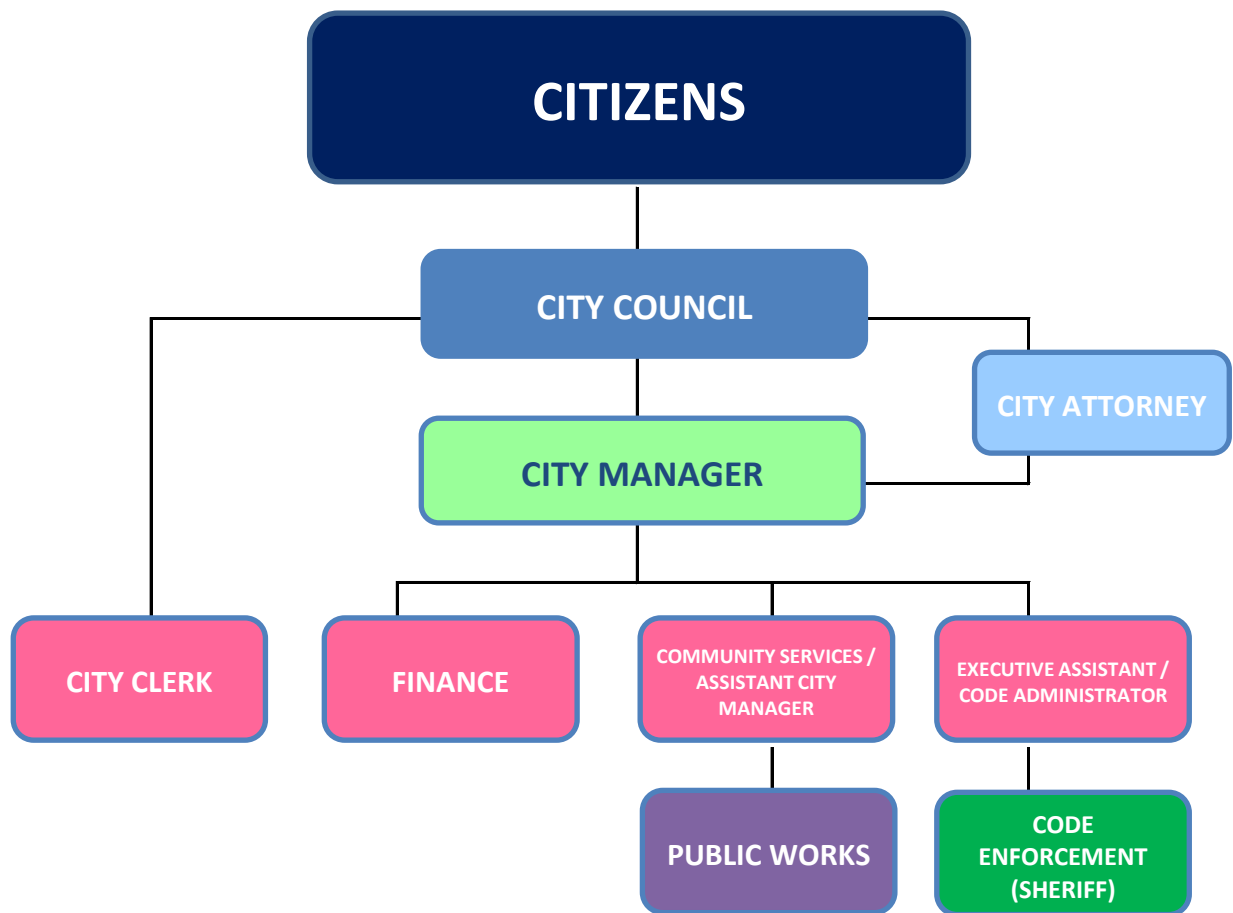 CITIZENS
CITY COUNCIL
CITY ATTORNEY
CITY MANAGER
CITY CLERK
FINANCE
COMMUNITY SERVICES /
ASSISTANT CITY
MANAGER
EXECUTIVE ASSISTANT /
CODE ADMINISTRATOR
PUBLIC WORKS
CODE
ENFORCEMENT
(SHERIFF)